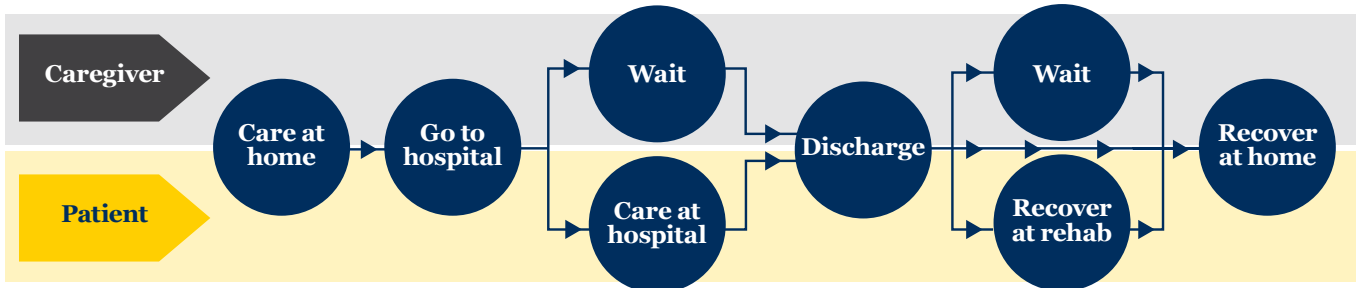 Caregiver
Care at
home
Go to
hospital
Wait
Care at
hospital
Discharge
Wait
Recover
at rehab
Recover
at home
Patient